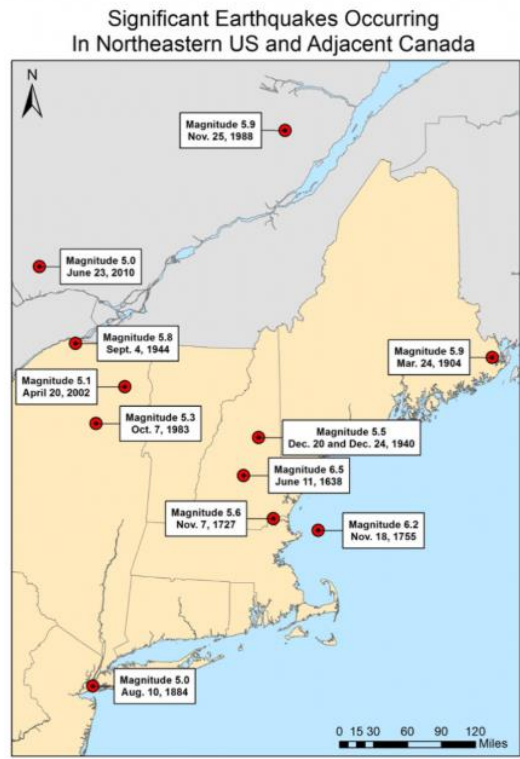 Significant Earthquakes Occurring
In Northeastern US and Adjacent Canada
N
Magnitude 5.9
Nov. 25, 1988
Magnitude 5.0
June 23, 2010
Magnitude 5.8
Sept. 4, 1944
Magnitude 5.9
Mar. 24, 1904
Magnitude 5.1
April 20, 2002
Magnitude 5.3
Oct. 7, 1983
Magnitude 5.5
Dec. 20 and Dec. 24, 1940
Magnitude 6.5
June 11, 1638
Magnitude 5.6
Nov. 7, 1727
Magnitude 6.2
Nov. 18, 1755
Magnitude 5.0
Aug. 10, 1884
0 15 30 60 90 120
Miles